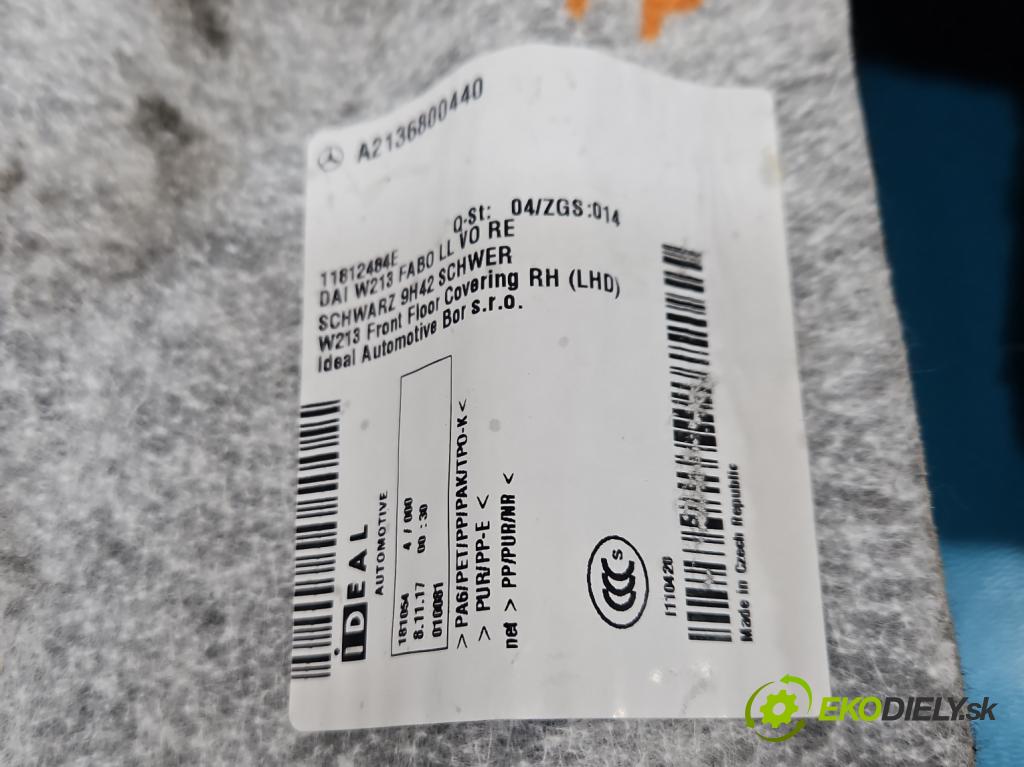 A2136800440
Q-St: 04/ZGS:014
11812484E
DAI W213 FABO LL VO RE
SCHWARZ 9H42 SCHWER
W213 Front Floor Covering RH (LHD)
Ideal Automotive Bor s.r.o.
IDEAL
AUTOMOTIVE
181054 4 / 000
8.11.17 00 : 30
010081
> PA6/PET/PP/PAK/TPO-K <
> PUR/PP-E <
net > PP/PUR/NR <
CCC S
I110420
Made in Czech Republic
EKODIELY.sk